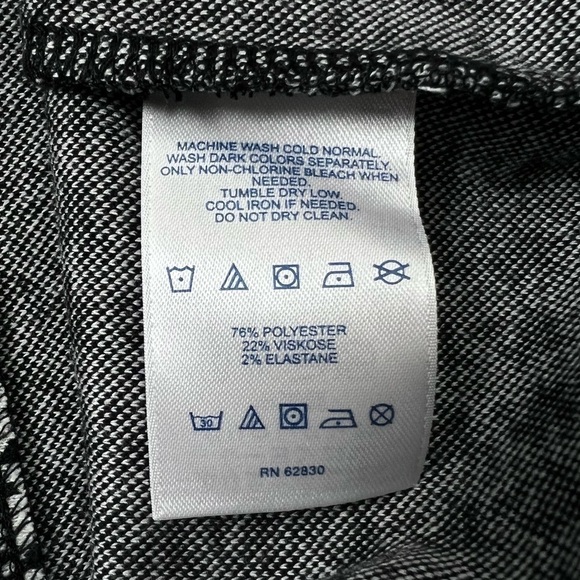 MACHINE WASH COLD NORMAL.
WASH DARK COLORS SEPARATELY.
ONLY NON-CHLORINE BLEACH WHEN
NEEDED.
TUMBLE DRY LOW.
COOL IRON IF NEEDED.
DO NOT DRY CLEAN.
76% POLYESTER
22% VISKOSE
2% ELASTANE
30
RN 62830